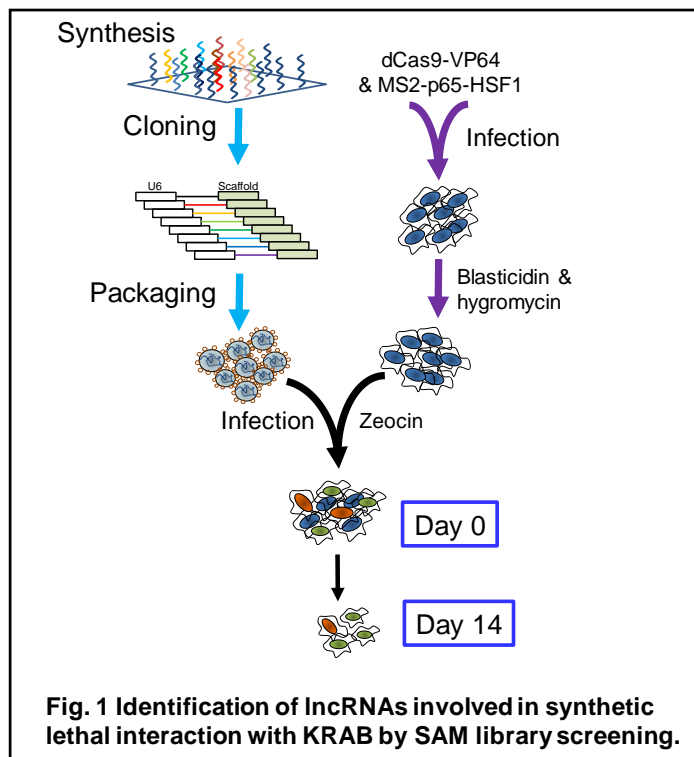 Synthesis
dCas9-VP64
& MS2-p65-HSF1
Cloning
Infection
U6
Scaffold
Blasticidin &
hygromycin
Packaging
Infection
Zeocin
Day 0
Day 14
Fig. 1 Identification of lncRNAs involved in synthetic
lethal interaction with KRAB by SAM library screening.